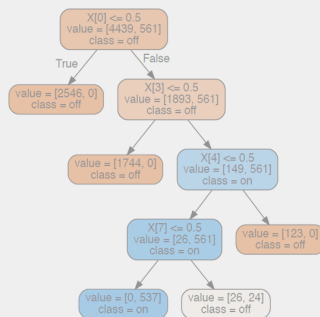 X[0] <= 0.5
value = [4439, 561]
class = off
True
False
value = [2546, 0]
class = off
X[3] <= 0.5
value = [1893, 561]
class = off
value = [1744, 0]
class = off
X[4] <= 0.5
value = [149, 561]
class = on
X[7] <= 0.5
value = [26, 561]
class = on
value = [123, 0]
class = off
value = [0, 537]
class = on
value = [26, 24]
class = off